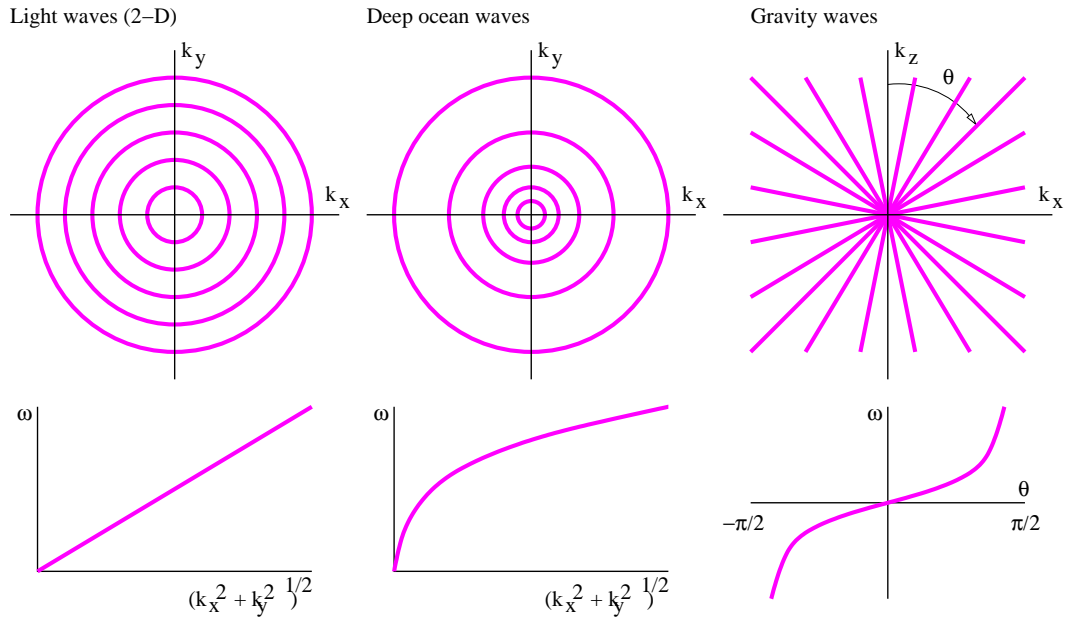 Light waves (2−D)
Deep ocean waves
Gravity waves
k_y
k_x
k_y
k_x
k_z
θ
k_x
ω
(k_x^2 + k_y^2)^1/2
ω
(k_x^2 + k_y^2)^1/2
ω
θ
−π/2
π/2